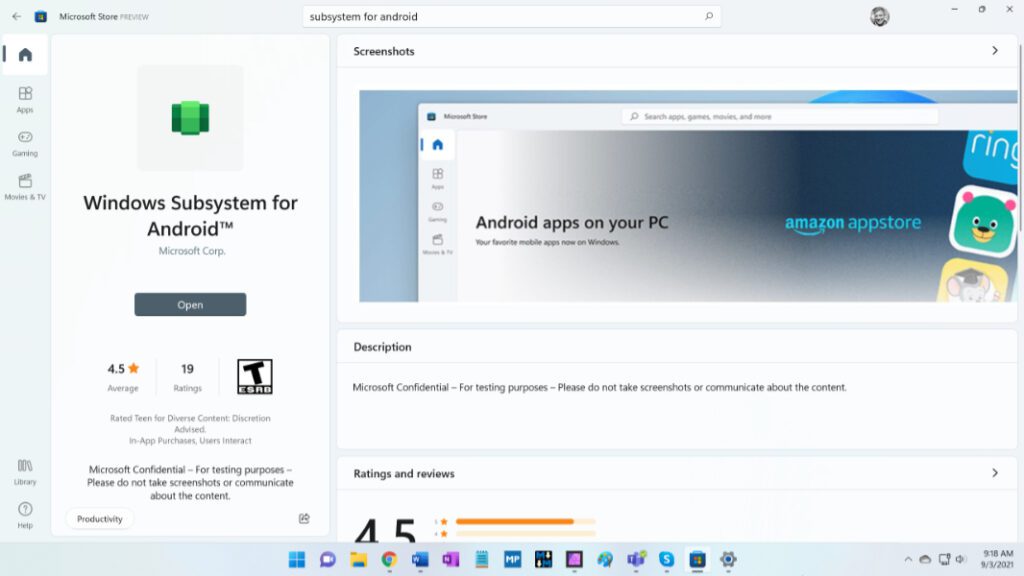 Microsoft Store PREVIEW
subsystem for android
Apps
Gaming
Movies & TV
Library
Help
Windows Subsystem for
Android™
Microsoft Corp.
Open
4.5
Average
19
Ratings
T
ESRB
Rated Teen for Diverse Content: Discretion
Advised.
In-App Purchases, Users Interact
Microsoft Confidential – For testing purposes –
Please do not take screenshots or communicate
about the content.
Productivity
Screenshots
Microsoft Store
Search apps, games, movies, and more
Apps
Gaming
Movies & TV
Android apps on your PC
Your favorite mobile apps now on Windows.
amazon appstore
ring
Description
Microsoft Confidential – For testing purposes – Please do not take screenshots or communicate about the content.
Ratings and reviews
4.5
5
4
MP
9:18 AM
9/3/2021